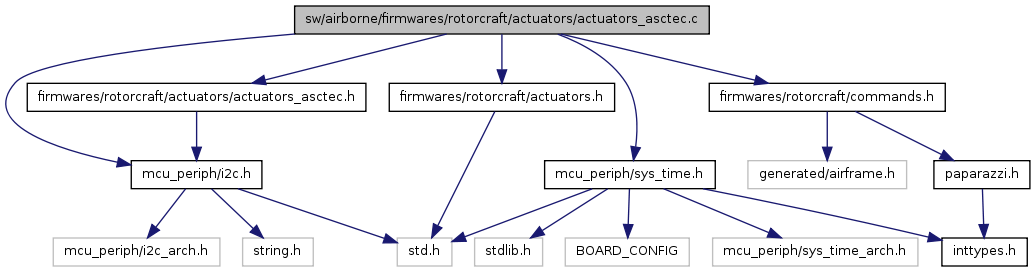 sw/airborne/firmwares/rotorcraft/actuators/actuators_asctec.c
firmwares/rotorcraft/actuators/actuators_asctec.h
firmwares/rotorcraft/actuators.h
firmwares/rotorcraft/commands.h
mcu_periph/i2c.h
mcu_periph/sys_time.h
generated/airframe.h
paparazzi.h
mcu_periph/i2c_arch.h
string.h
std.h
stdlib.h
BOARD_CONFIG
mcu_periph/sys_time_arch.h
inttypes.h